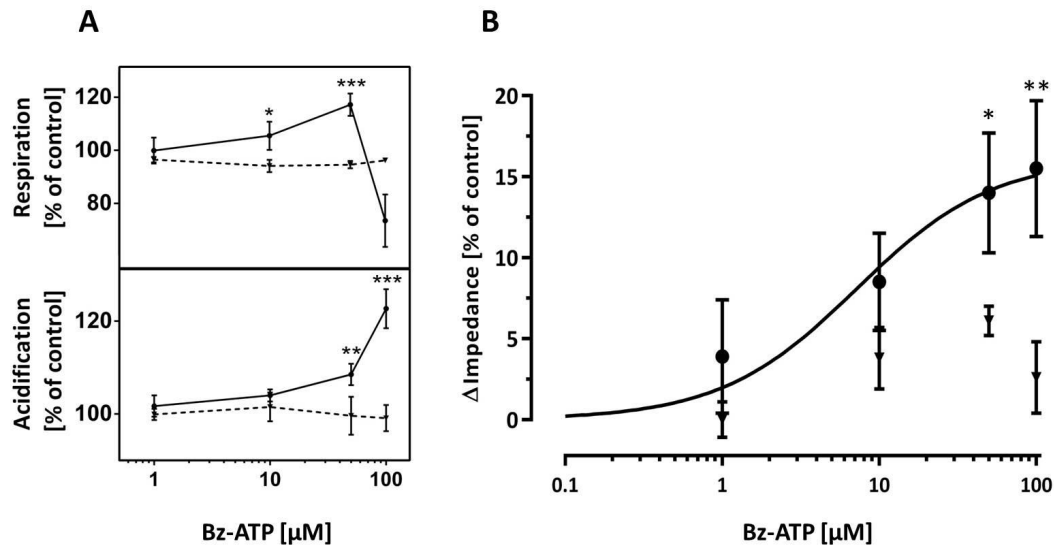 A
Respiration
[% of control]
120
100
80
*
***
Acidification
[% of control]
120
100
**
***
1
10
100
Bz-ATP [µM]
B
Δ Impedance [% of control]
20
15
10
5
0
*
**
0.1
1
10
100
Bz-ATP [µM]